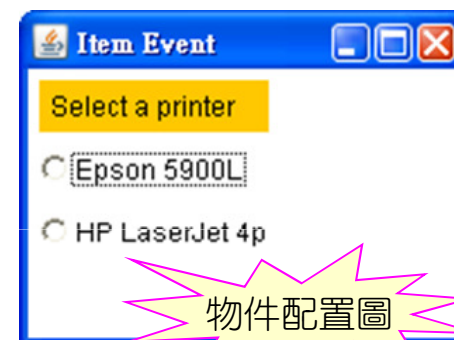 Item Event
Select a printer
Epson 5900L
HP LaserJet 4p
物件配置圖